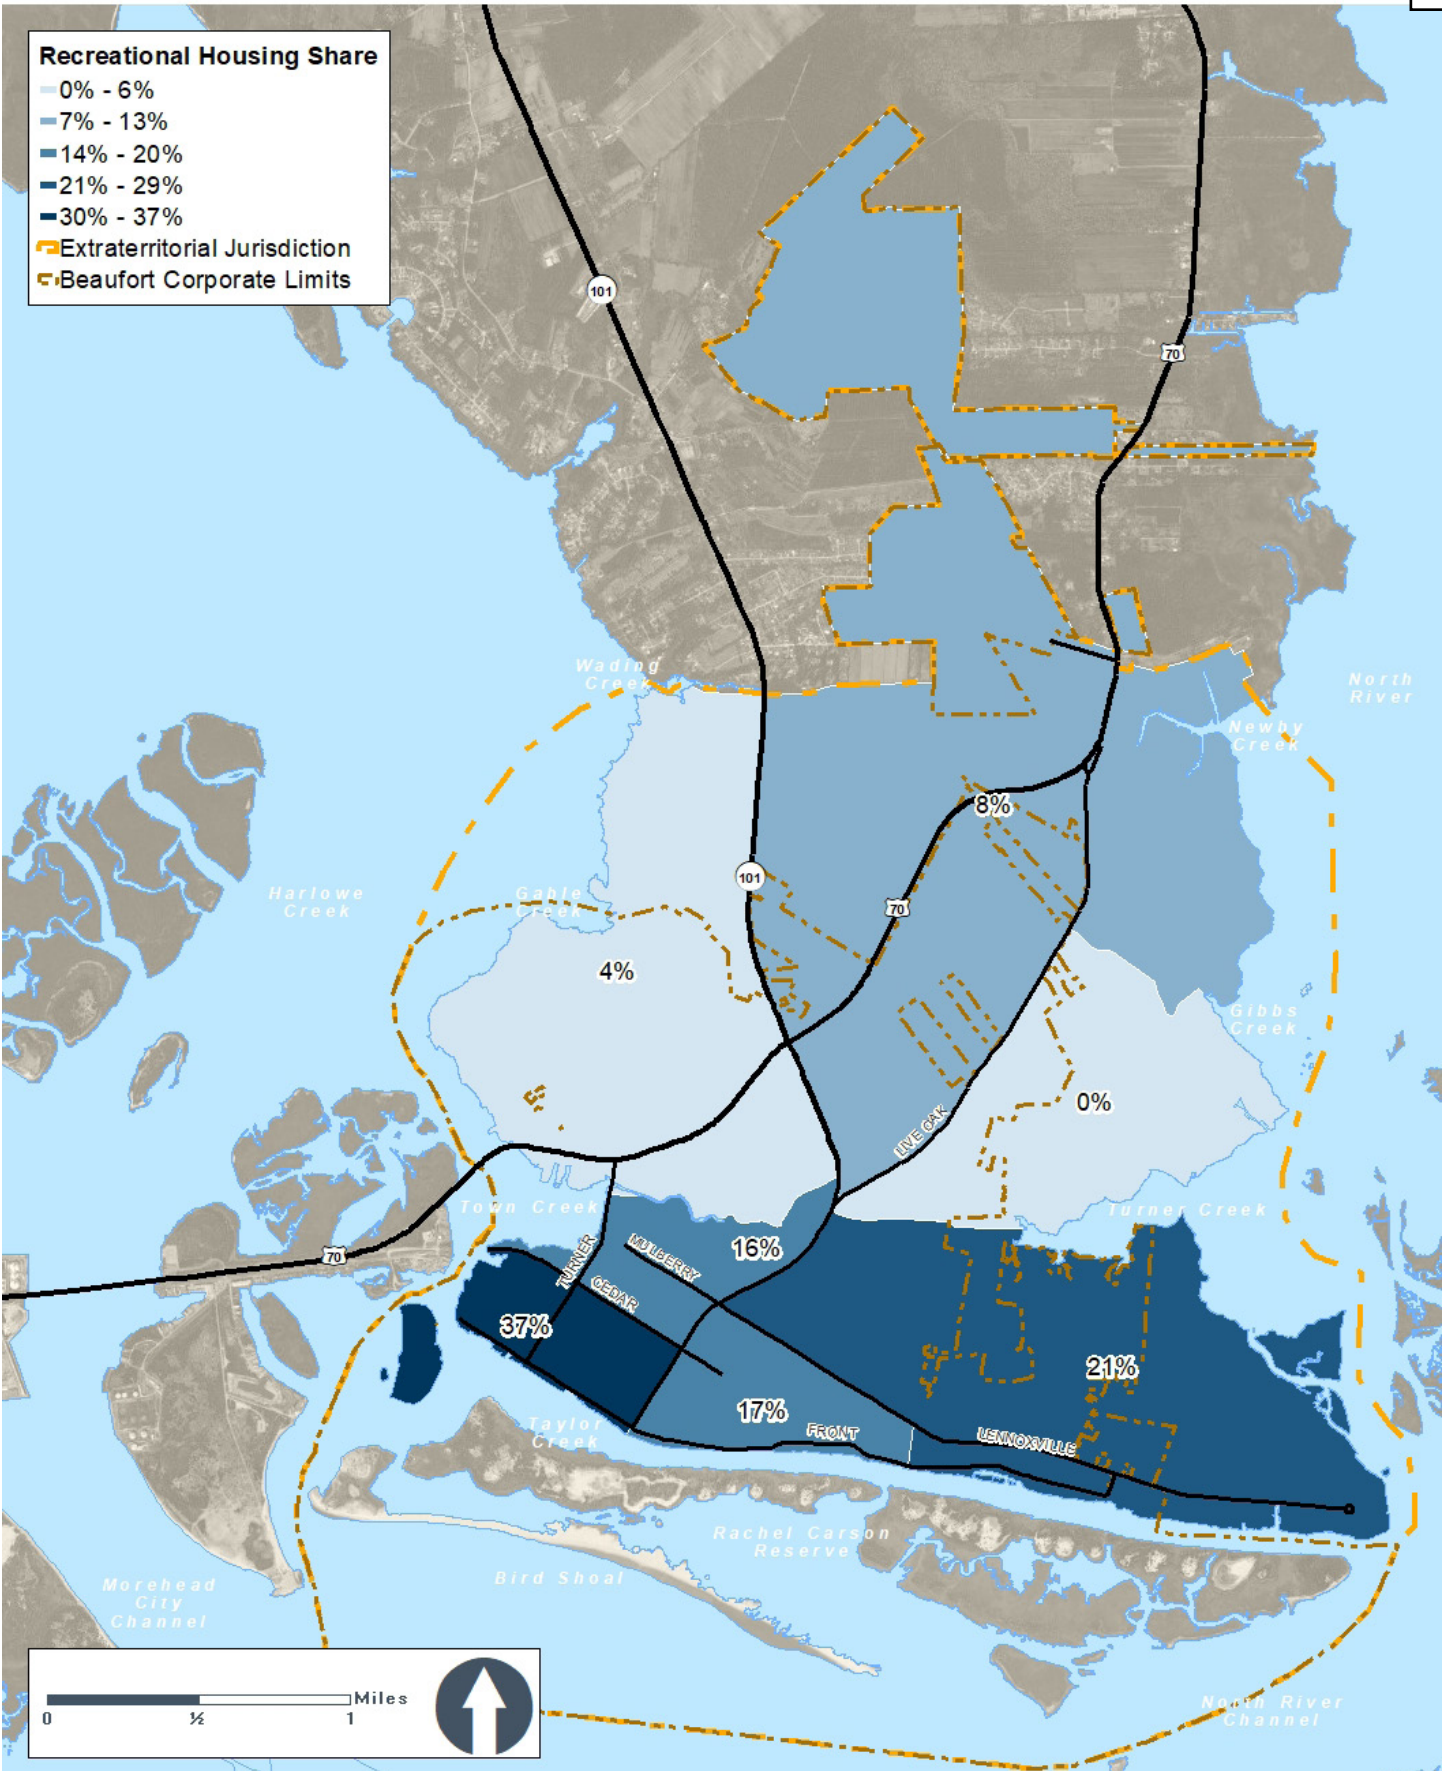 Recreational Housing Share
0% - 6%
7% - 13%
14% - 20%
21% - 29%
30% - 37%
Extraterritorial Jurisdiction
Beaufort Corporate Limits
101
70
Wading
Creek
North
River
Newby
Creek
8%
101
Harlowe
Creek
Gable
Creek
70
4%
Gibbs
Creek
0%
LIVE OAK
Town Creek
Turner Creek
70
TURNER
MULBERRY
16%
CEDAR
37%
21%
17%
Taylor
Creek
FRONT
LENNOXVILLE
Rachel Carson
Reserve
Bird Shoal
Morehead
City
Channel
North River
Channel
Miles
0 ½ 1